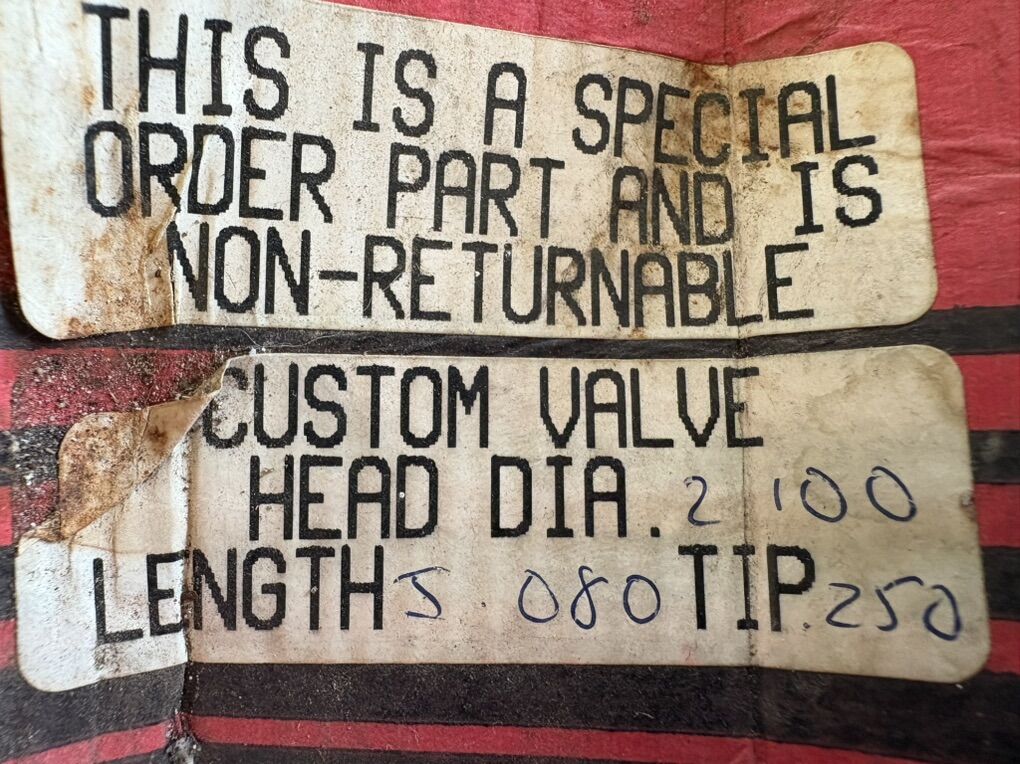 THIS IS A SPECIAL
ORDER PART AND IS
NON-RETURNABLE
CUSTOM VALVE
HEAD DIA. 2 100
LENGTH 5 080 TIP .250